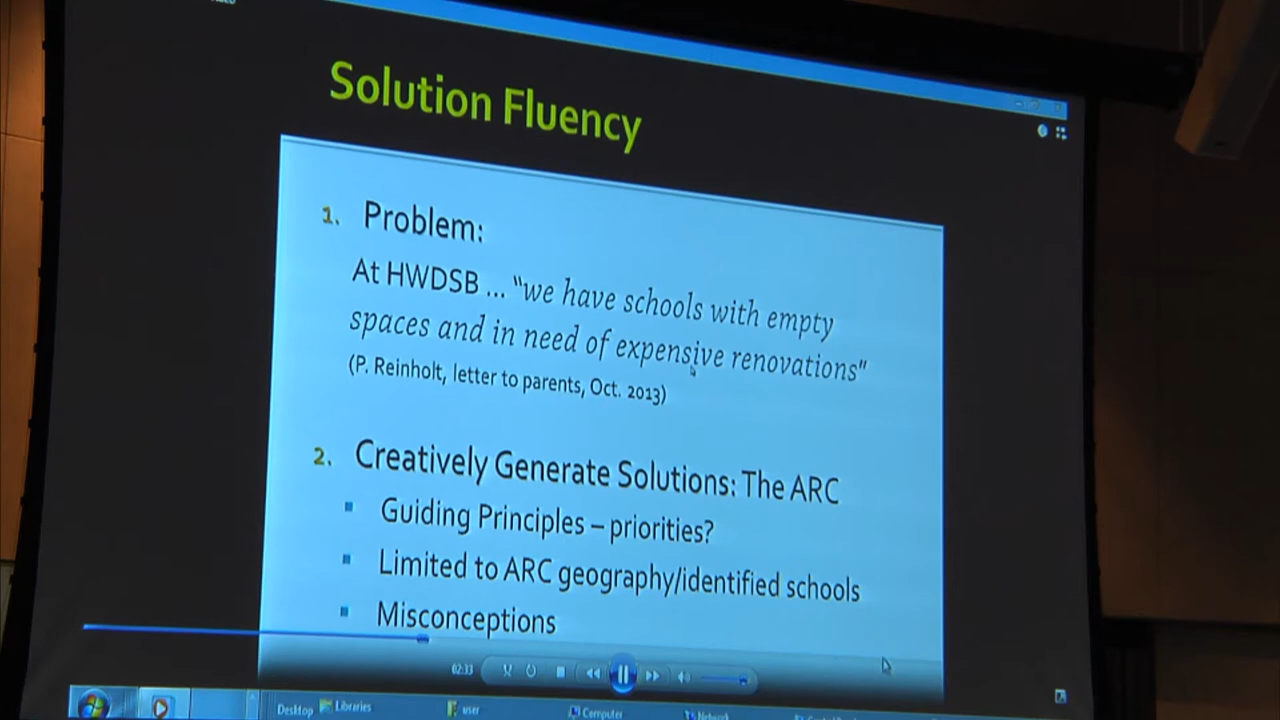 Solution Fluency
1. Problem:
At HWDSB ... "we have schools with empty
spaces and in need of expensive renovations"
(P. Reinholt, letter to parents, Oct. 2013)
2. Creatively Generate Solutions: The ARC
Guiding Principles – priorities?
Limited to ARC geography/identified schools
Misconceptions
02:33
Desktop Libraries user Computer Network